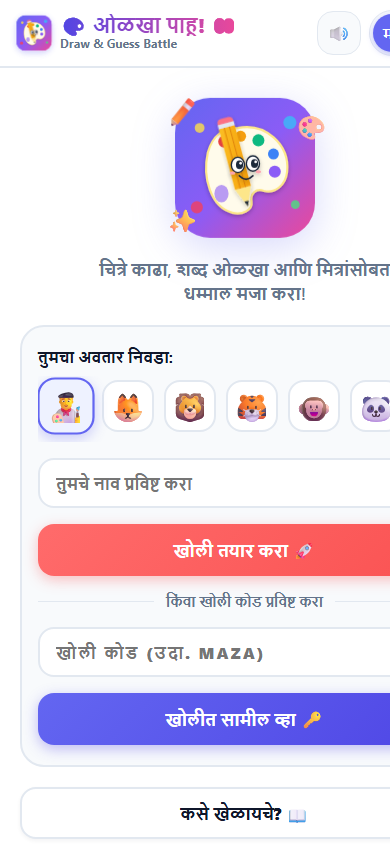 ओळखा पाहू!
Draw & Guess Battle
चित्रे काढा, शब्द ओळखा आणि मित्रांसोबत
धम्माल मजा करा!
तुमचा अवतार निवडा:
तुमचे नाव प्रविष्ट करा
खोली तयार करा 🚀
किंवा खोली कोड प्रविष्ट करा
खोली कोड (उदा. MAZA)
खोलीत सामील व्हा 🔑
कसे खेळायचे? 📖